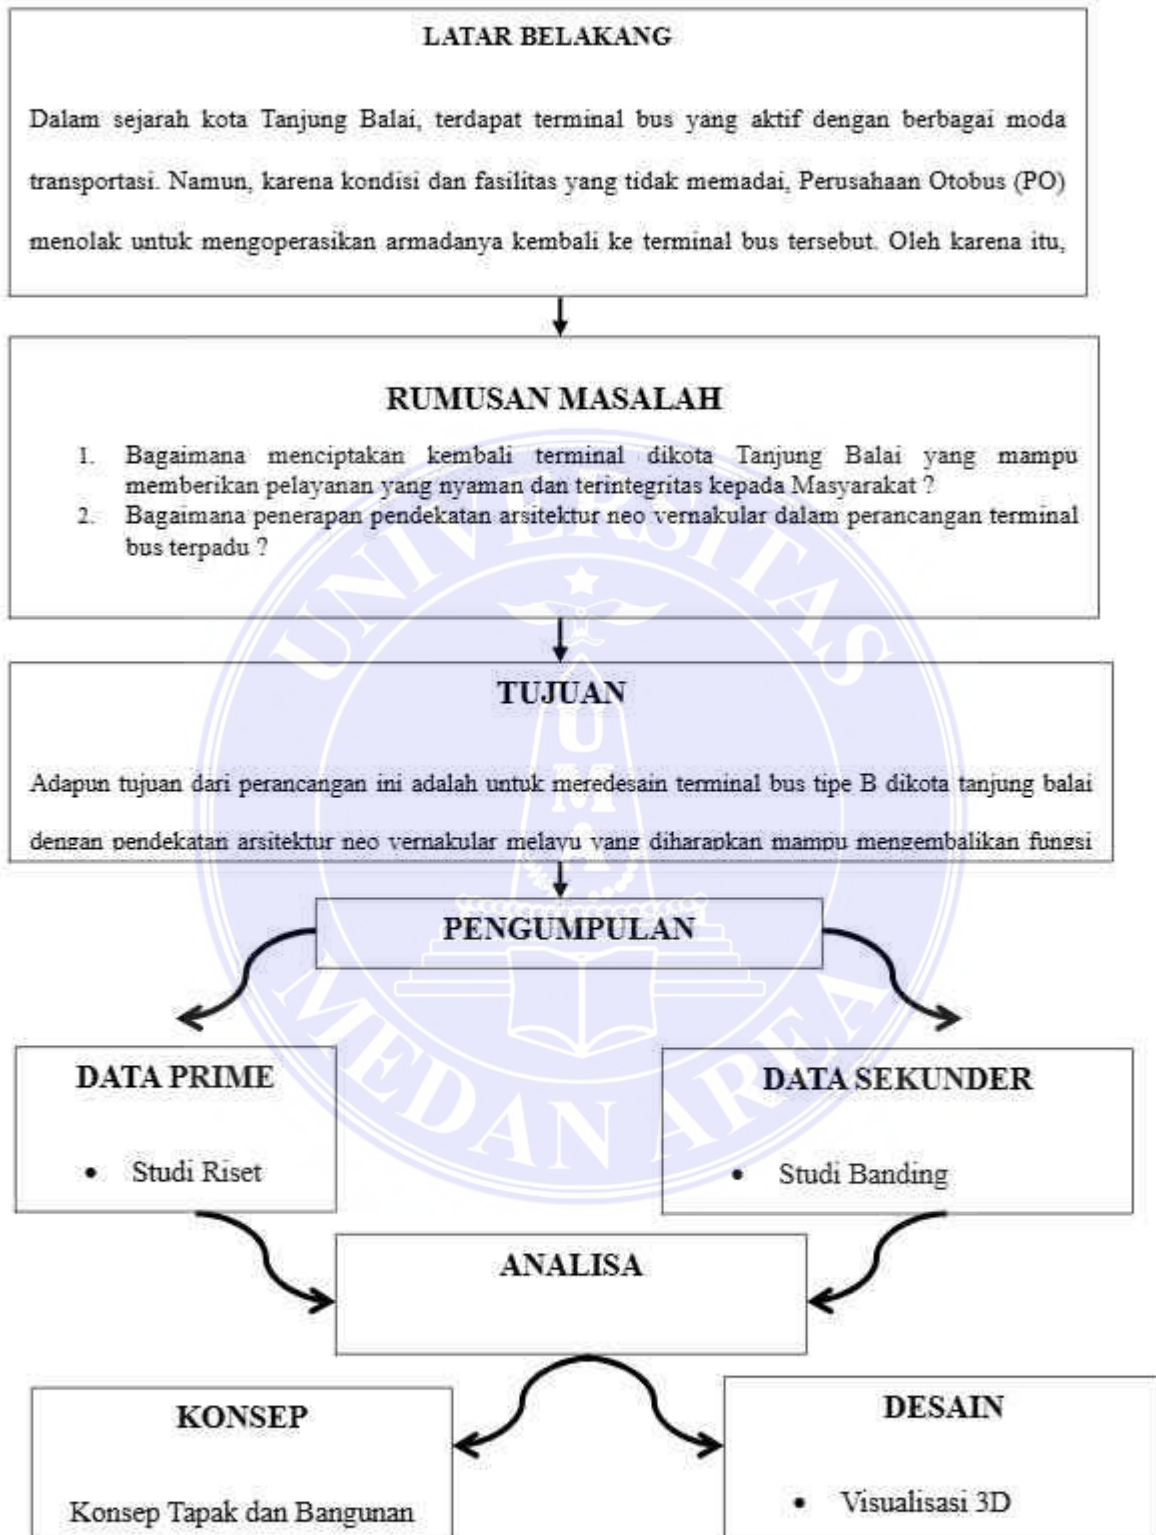 LATAR BELAKANG
Dalam sejarah kota Tanjung Balai, terdapat terminal bus yang aktif dengan berbagai moda
transportasi. Namun, karena kondisi dan fasilitas yang tidak memadai, Perusahaan Otobus (PO)
menolak untuk mengoperasikan armadanya kembali ke terminal bus tersebut. Oleh karena itu,
RUMUSAN MASALAH
1. Bagaimana menciptakan kembali terminal dikota Tanjung Balai yang mampu
memberikan pelayanan yang nyaman dan terintegritas kepada Masyarakat ?
2. Bagaimana penerapan pendekatan arsitektur neo vernakular dalam perancangan terminal
bus terpadu ?
TUJUAN
Adapun tujuan dari perancangan ini adalah untuk meredesain terminal bus tipe B dikota tanjung balai
dengan pendekatan arsitektur neo vernakular melayu yang diharapkan mampu mengembalikan fungsi
PENGUMPULAN
DATA PRIME
• Studi Riset
DATA SEKUNDER
• Studi Banding
ANALISA
KONSEP
Konsep Tapak dan Bangunan
DESAIN
• Visualisasi 3D
UNIVERSITAS
UMA
MEDAN AREA